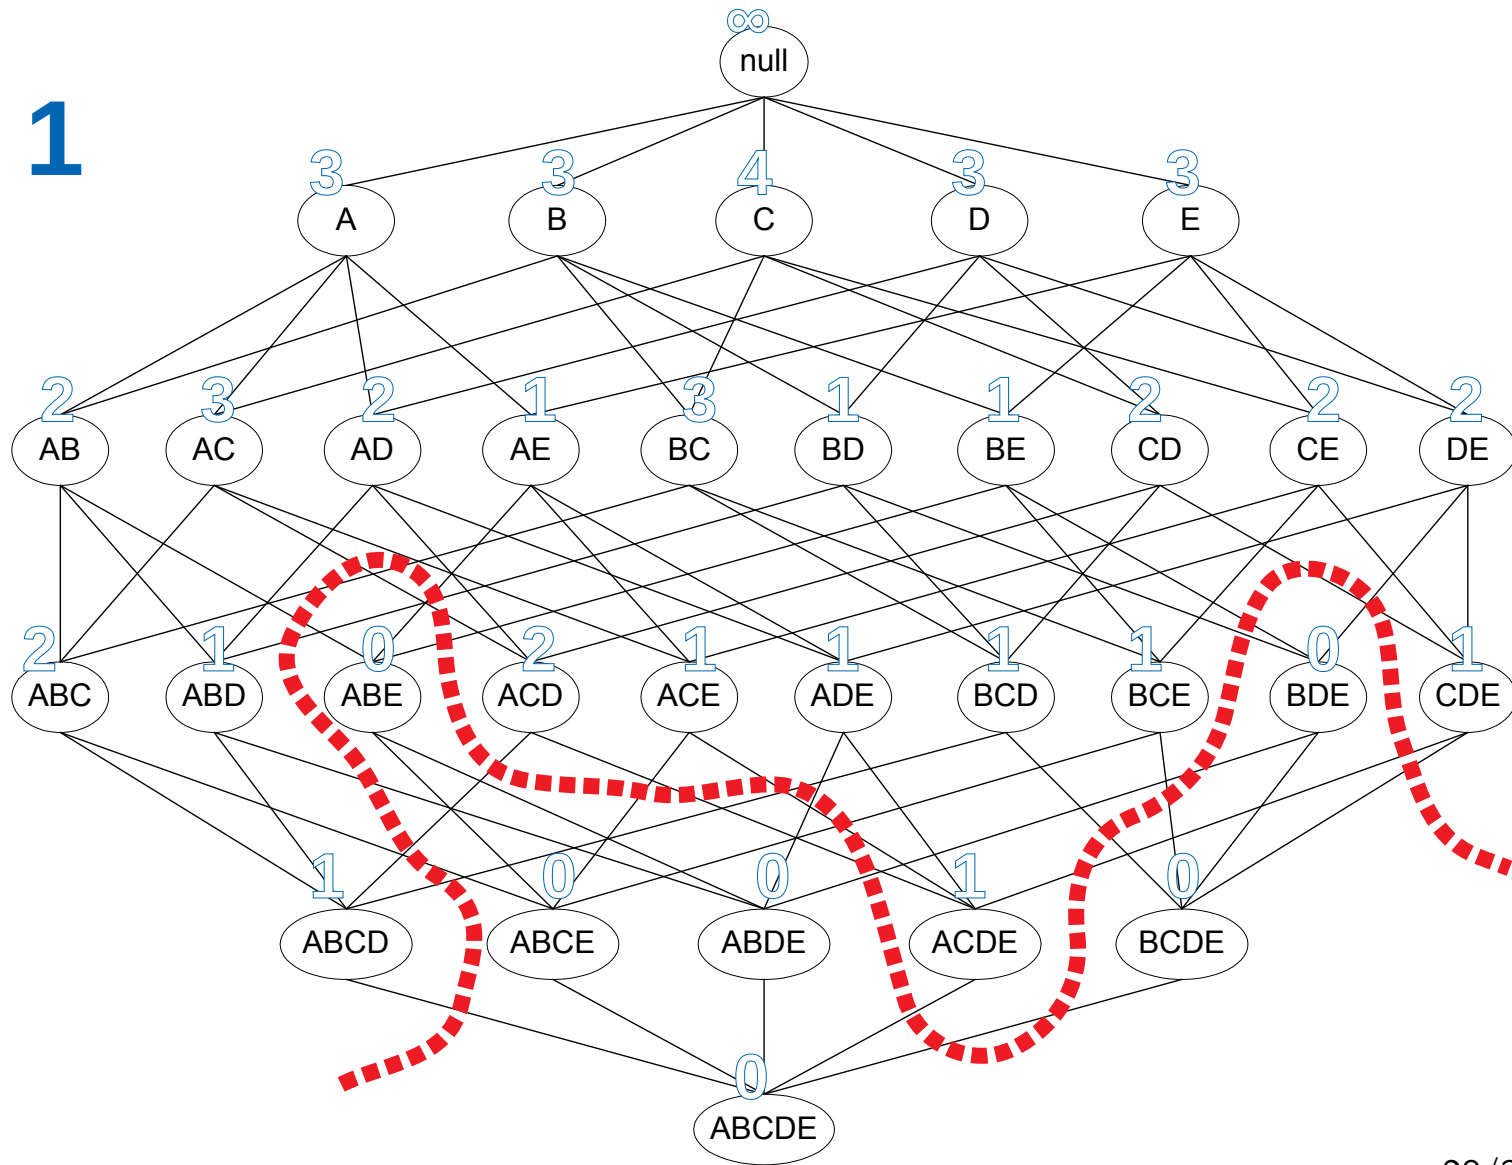 ∞
null
1
3 3 4 3 3
A B C D E
2 3 2 1 3 1 1 2 2 2
AB AC AD AE BC BD BE CD CE DE
2 1 0 2 1 1 1 1 0 1
ABC ABD ABE ACD ACE ADE BCD BCE BDE CDE
1 0 0 1 0
ABCD ABCE ABDE ACDE BCDE
0
ABCDE